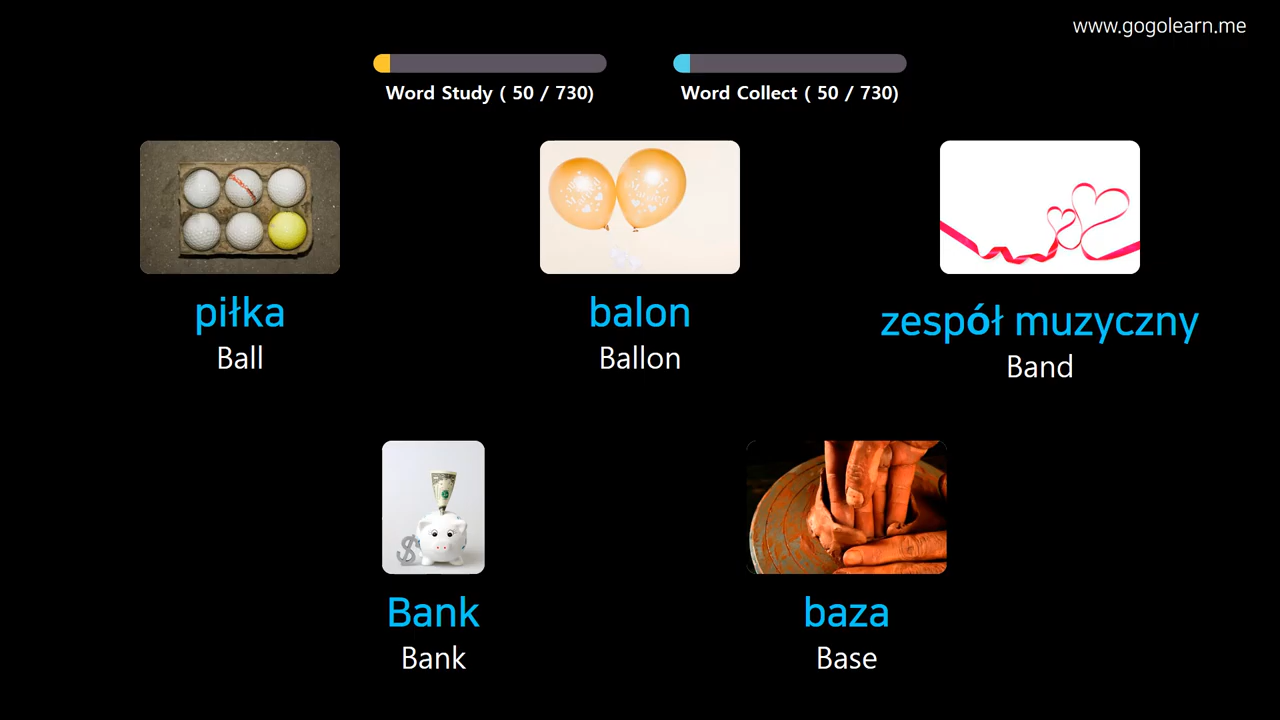 www.gogolearn.me
Word Study ( 50 / 730)
Word Collect ( 50 / 730)
piłka
Ball
balon
Ballon
zespół muzyczny
Band
Bank
Bank
baza
Base